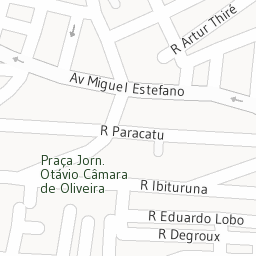 R Artur Thiré
Av Miguel Estefano
R Paracatu
Praça Jorn.
Otávio Câmara
de Oliveira
R Ibituruna
R Eduardo Lobo
R Degroux